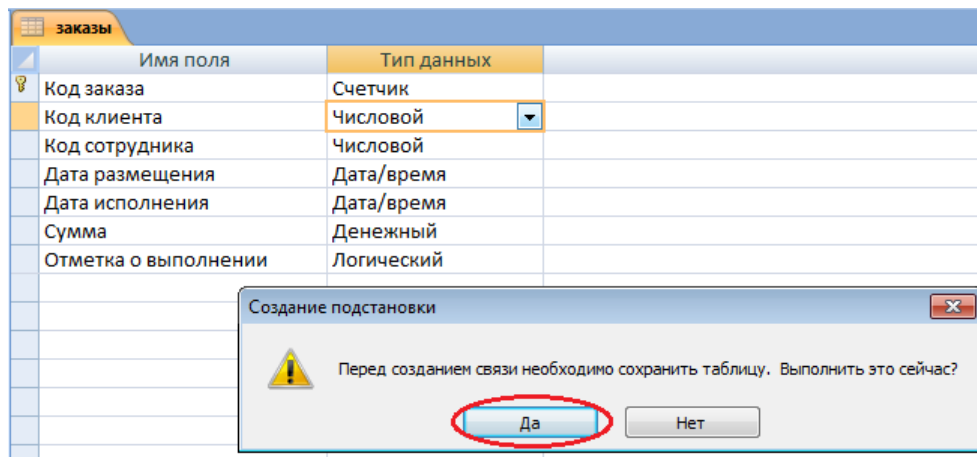 заказы
Имя поля Тип данных
Код заказа Счетчик
Код клиента Числовой
Код сотрудника Числовой
Дата размещения Дата/время
Дата исполнения Дата/время
Сумма Денежный
Отметка о выполнении Логический
Создание подстановки
Перед созданием связи необходимо сохранить таблицу. Выполнить это сейчас?
Да Нет